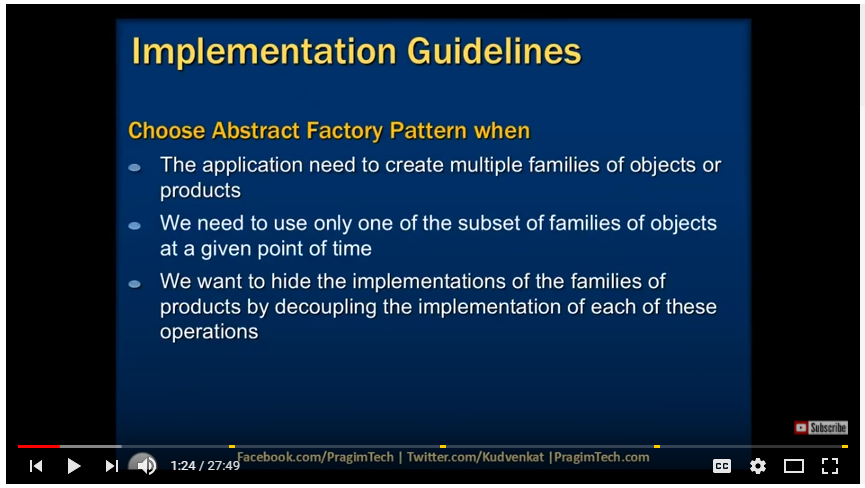 Implementation Guidelines
Choose Abstract Factory Pattern when
The application need to create multiple families of objects or
products
We need to use only one of the subset of families of objects
at a given point of time
We want to hide the implementations of the families of
products by decoupling the implementation of each of these
operations
Subscribe
1:24 / 27:49
Facebook.com/PragimTech | Twitter.com/Kudvenkat |PragimTech.com
CC